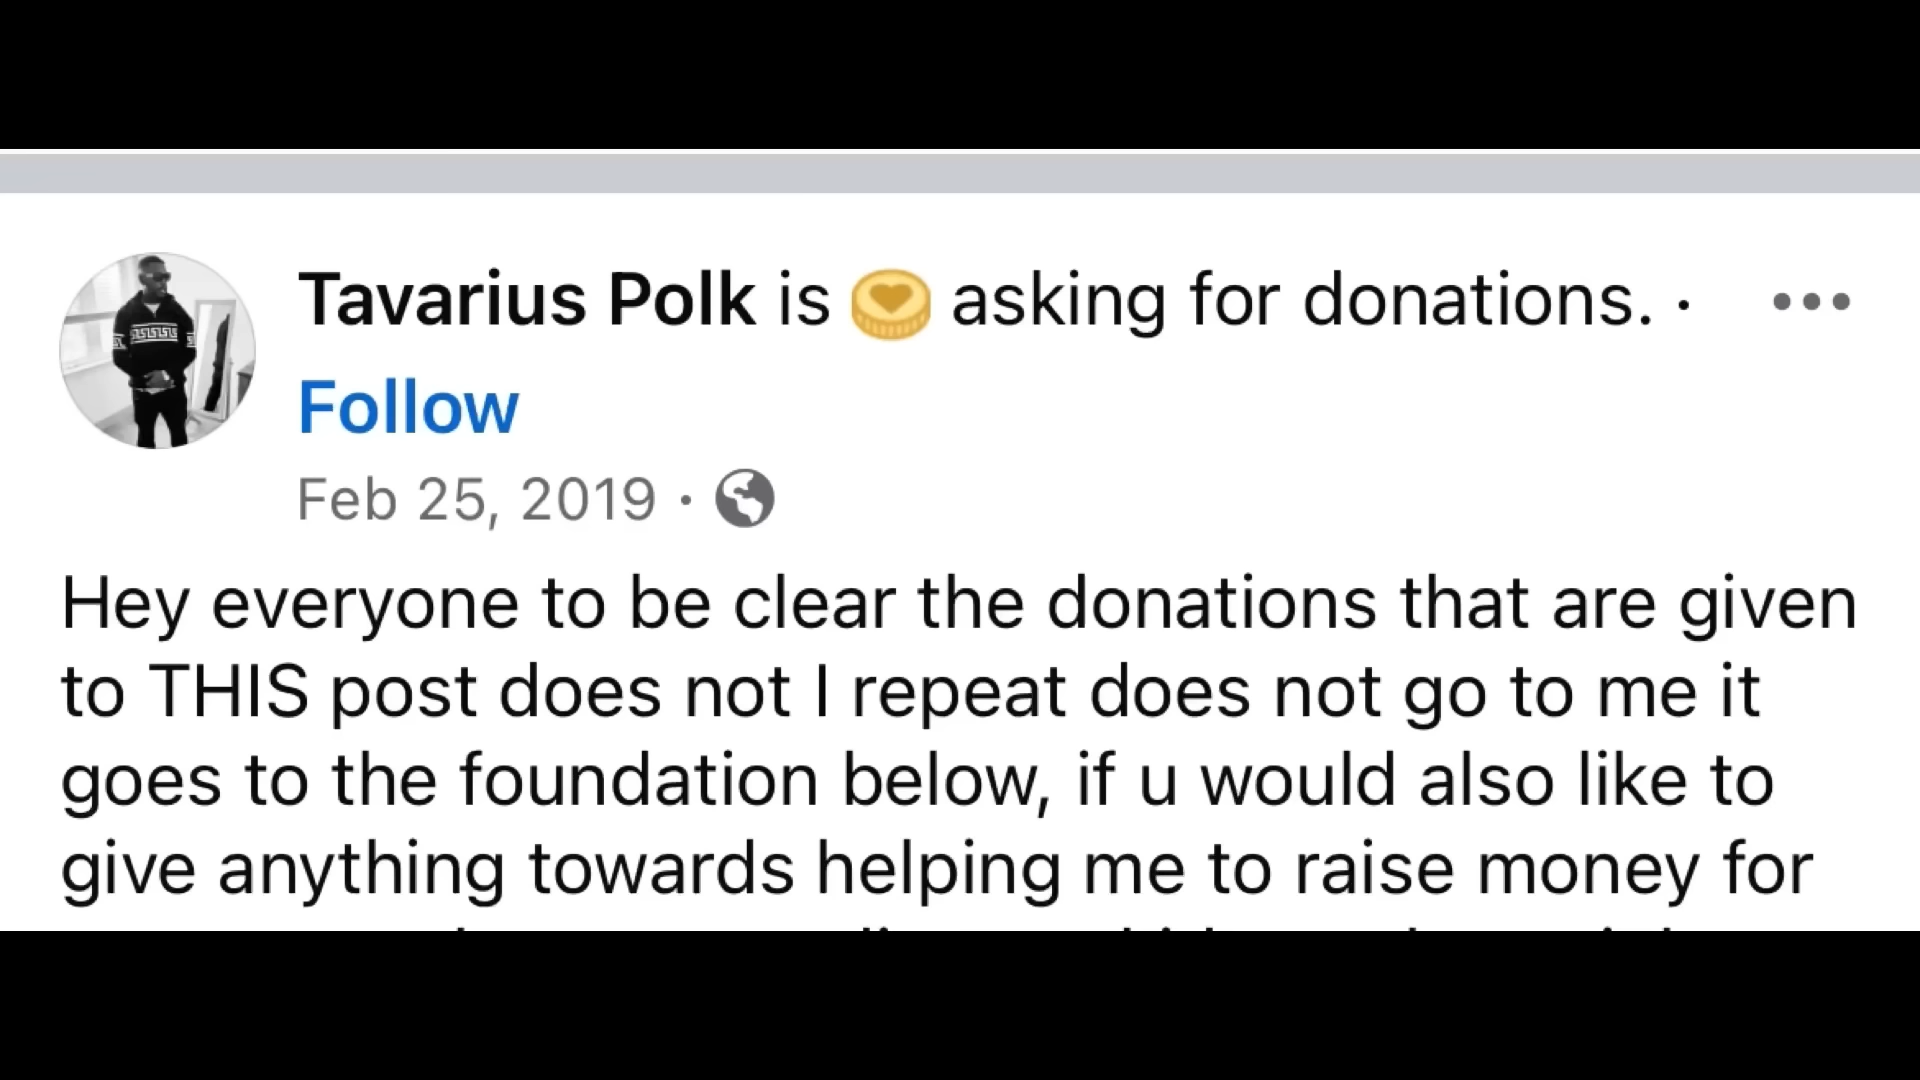 Tavarius Polk is asking for donations. ·
Follow
Feb 25, 2019 ·
Hey everyone to be clear the donations that are given
to THIS post does not I repeat does not go to me it
goes to the foundation below, if u would also like to
give anything towards helping me to raise money for